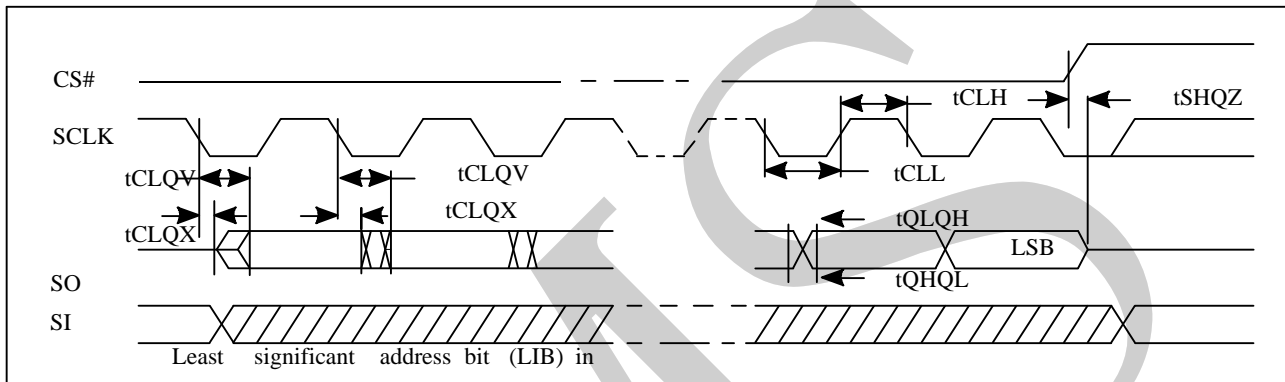 CS#
tCLH
tSHQZ
SCLK
tCLQV
tCLQV
tCLL
tCLQX
tCLQX
tQLQH
LSB
tQHQL
SO
SI
Least significant address bit (LIB) in